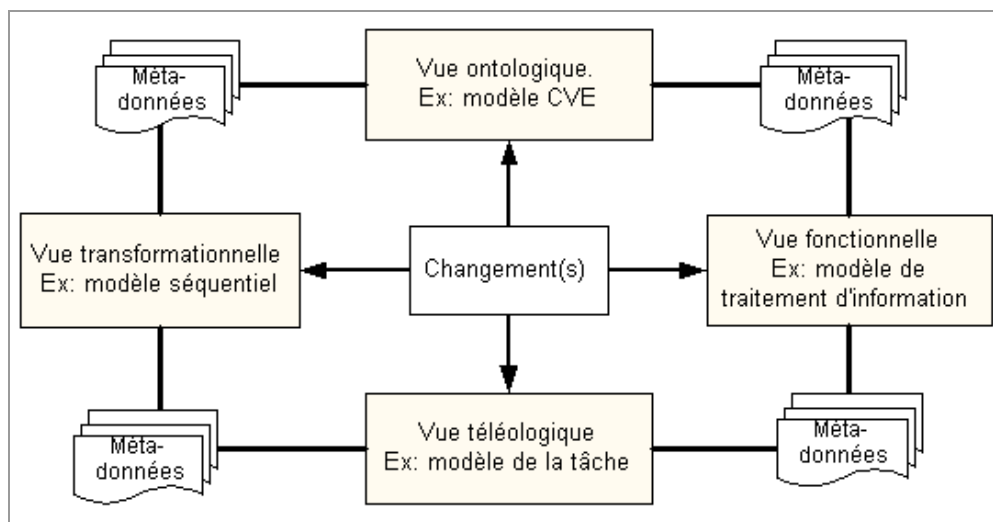 Méta-
données
Vue ontologique.
Ex: modèle CVE
Méta-
données
Vue transformationnelle
Ex: modèle séquentiel
Changement(s)
Vue fonctionnelle
Ex: modèle de
traitement d'information
Méta-
données
Vue téléologique
Ex: modèle de la tâche
Méta-
données